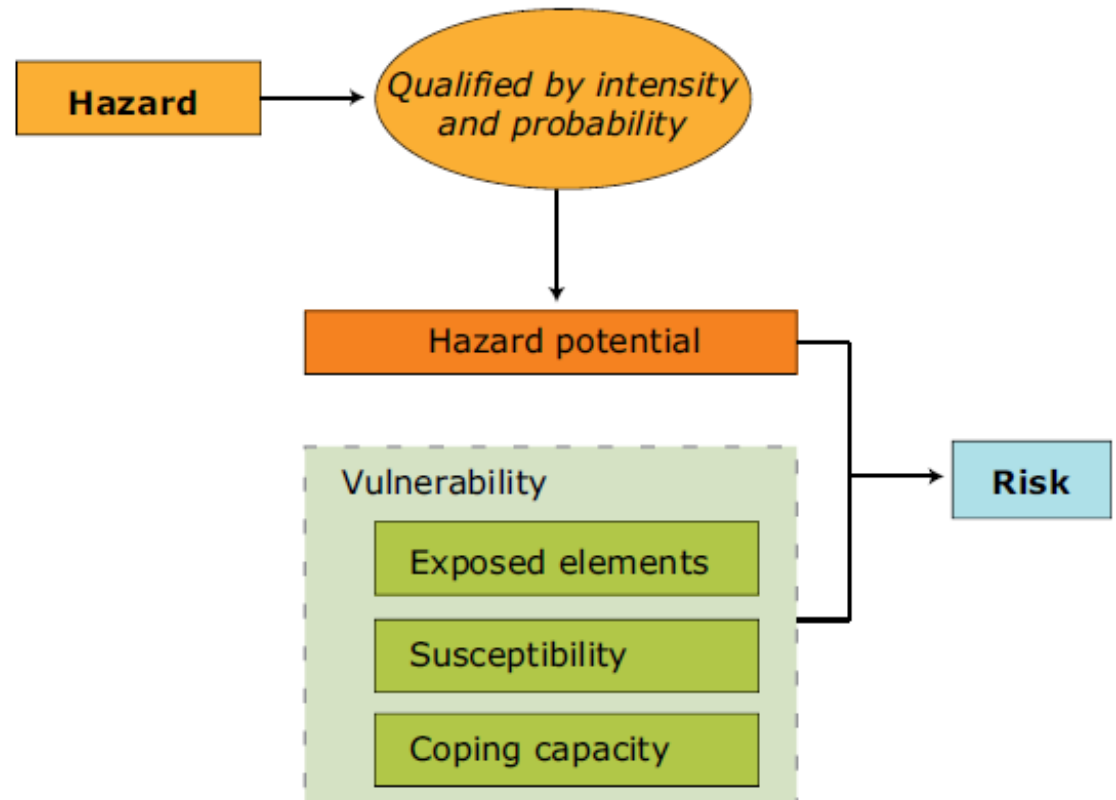 Hazard
Qualified by intensity
and probability
Hazard potential
Vulnerability
Risk
Exposed elements
Susceptibility
Coping capacity